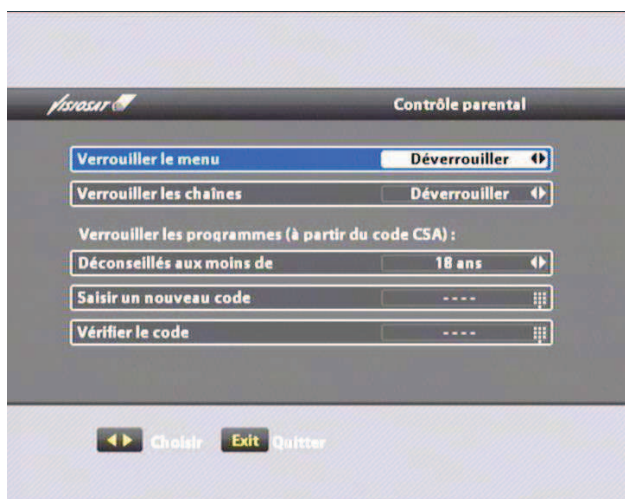 VISIOSAT Contrôle parental
Verrouiller le menu Déverrouiller
Verrouiller les chaînes Déverrouiller
Verrouiller les programmes (à partir du code CSA) :
Déconseillés aux moins de 18 ans
Saisir un nouveau code ----
Vérifier le code ----
Choisir Exit Quitter